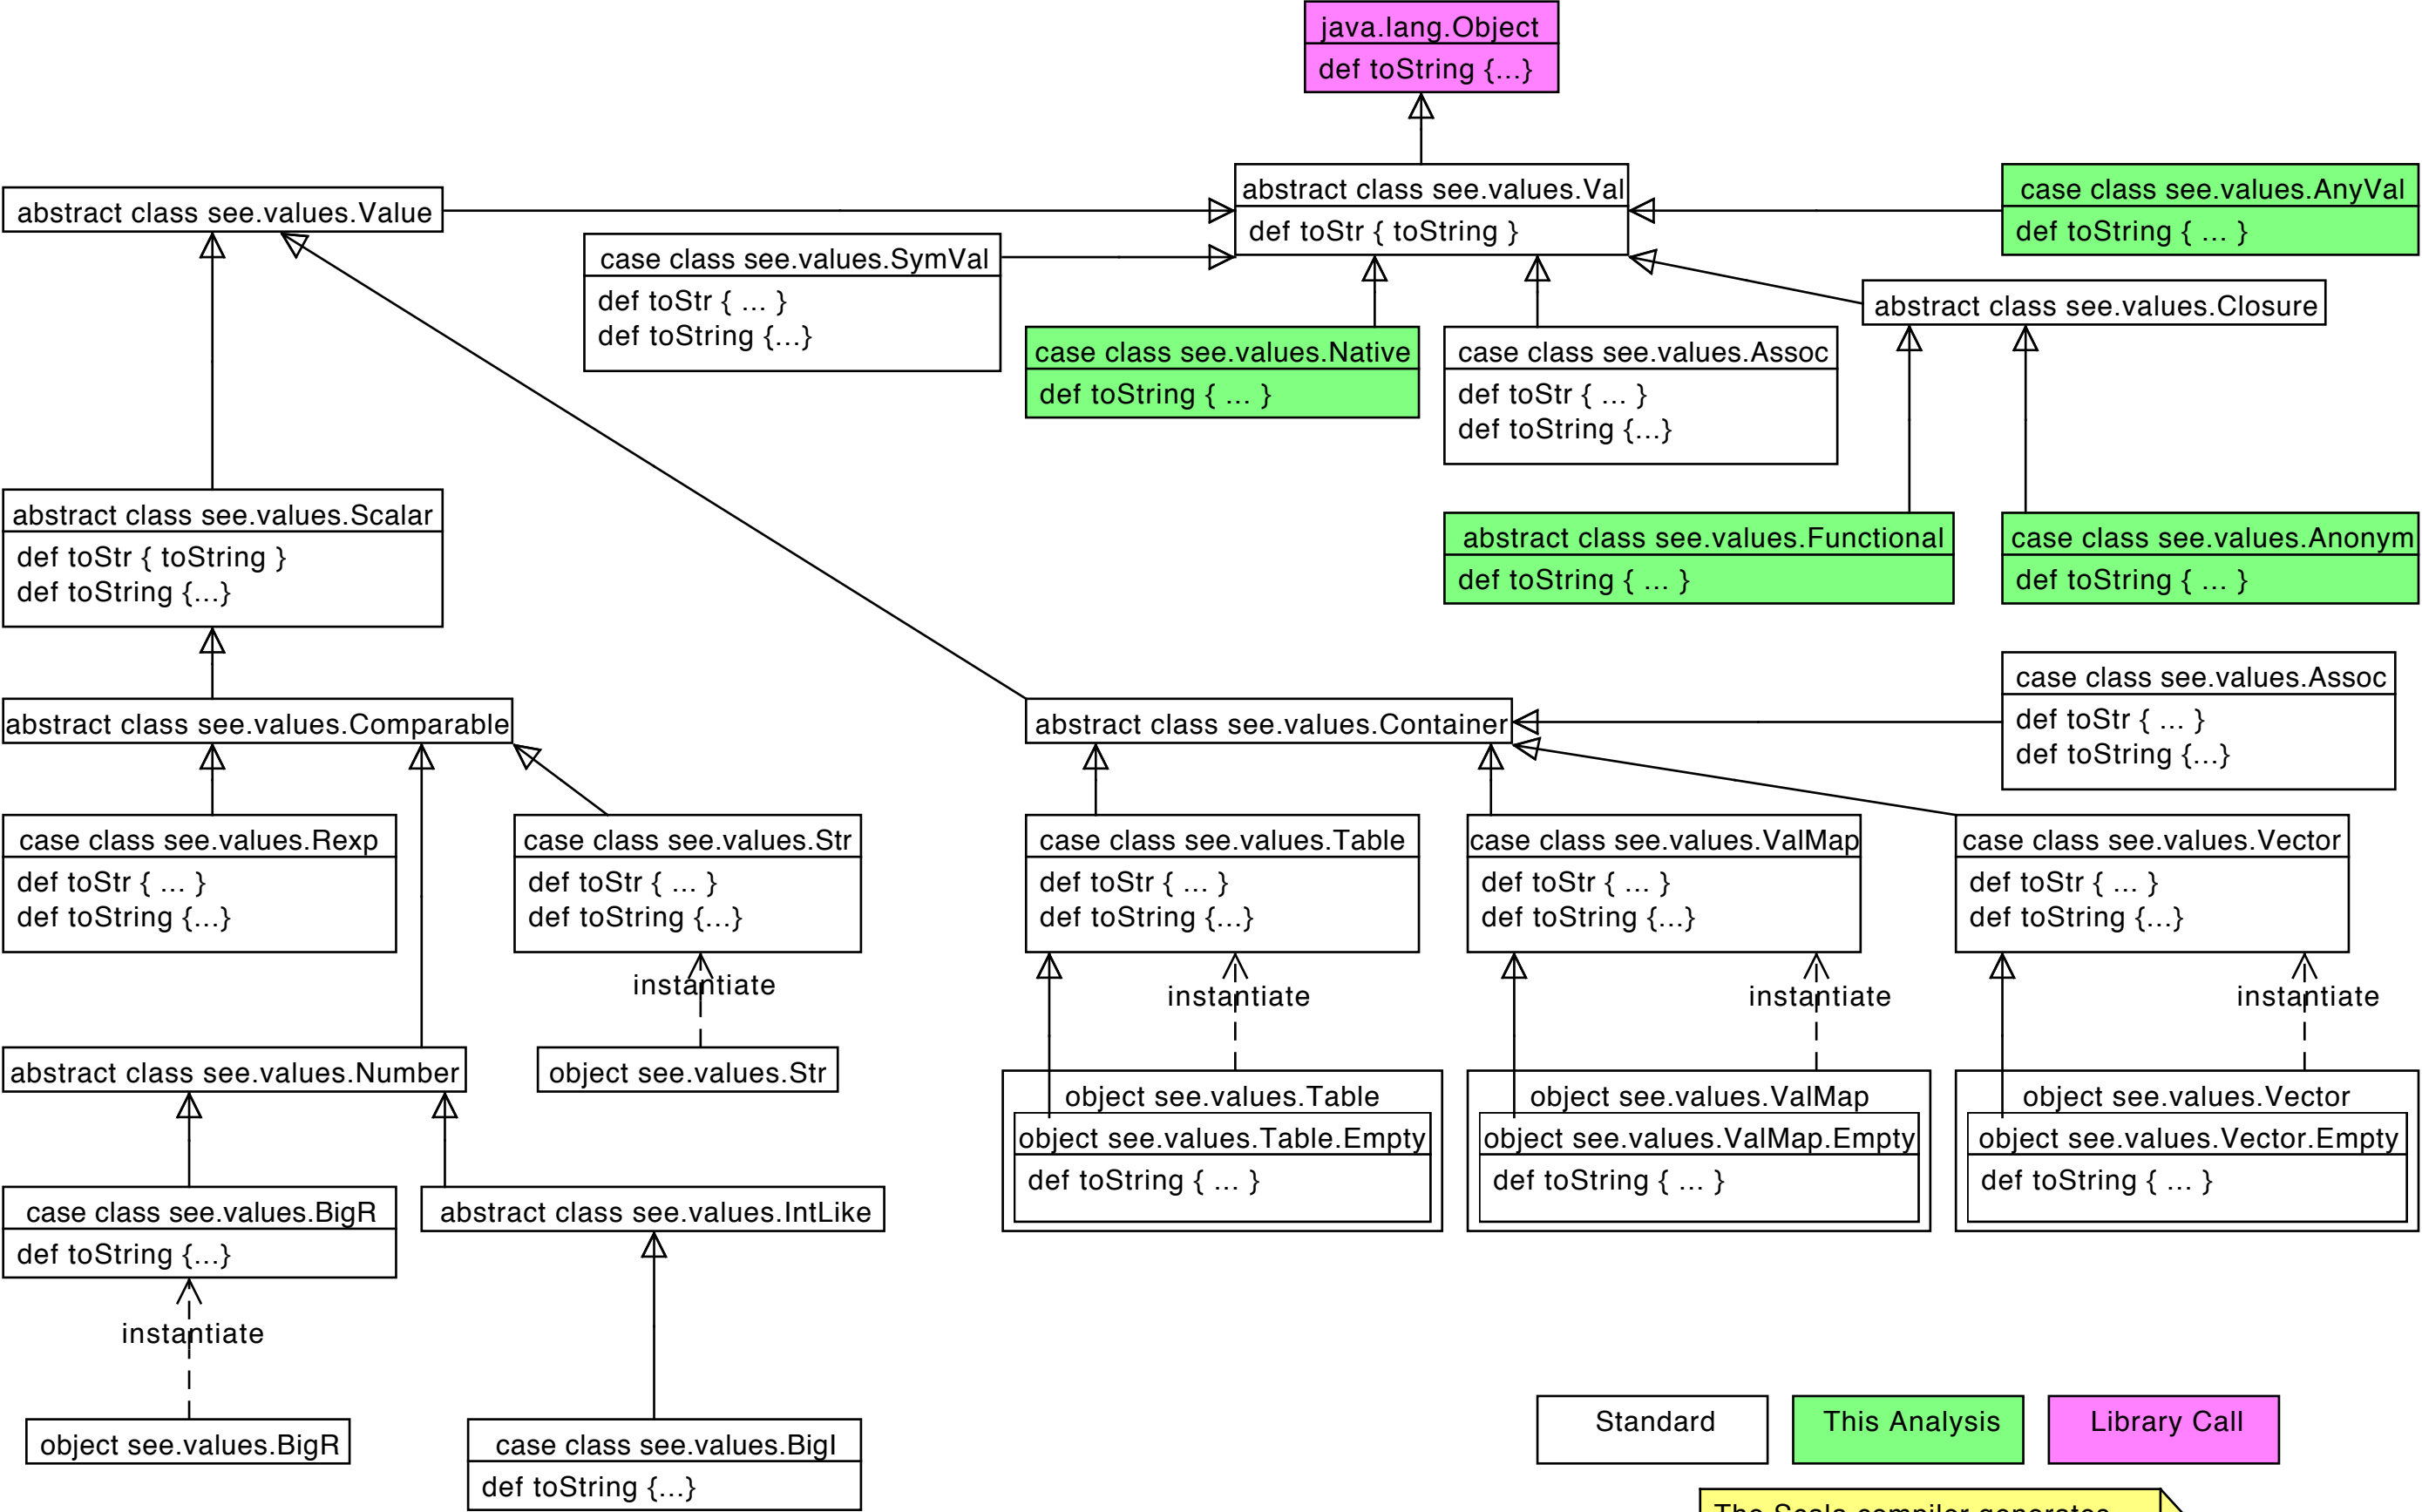 java.lang.Object
def toString {...}
abstract class see.values.Val
def toStr { toString }
case class see.values.AnyVal
def toString { ... }
abstract class see.values.Value
case class see.values.SymVal
def toStr { ... }
def toString {...}
abstract class see.values.Closure
case class see.values.Native
def toString { ... }
case class see.values.Assoc
def toStr { ... }
def toString {...}
abstract class see.values.Scalar
def toStr { toString }
def toString {...}
abstract class see.values.Functional
def toString { ... }
case class see.values.Anonym
def toString { ... }
abstract class see.values.Comparable
abstract class see.values.Container
case class see.values.Assoc
def toStr { ... }
def toString {...}
case class see.values.Rexp
def toStr { ... }
def toString {...}
case class see.values.Str
def toStr { ... }
def toString {...}
case class see.values.Table
def toStr { ... }
def toString {...}
case class see.values.ValMap
def toStr { ... }
def toString {...}
case class see.values.Vector
def toStr { ... }
def toString {...}
instantiate
instantiate
instantiate
instantiate
abstract class see.values.Number
object see.values.Str
object see.values.Table
object see.values.Table.Empty
def toString { ... }
object see.values.ValMap
object see.values.ValMap.Empty
def toString { ... }
object see.values.Vector
object see.values.Vector.Empty
def toString { ... }
case class see.values.BigR
def toString {...}
abstract class see.values.IntLike
instantiate
object see.values.BigR
case class see.values.BigI
def toString {...}
Standard
This Analysis
Library Call
The Scala compiler generates